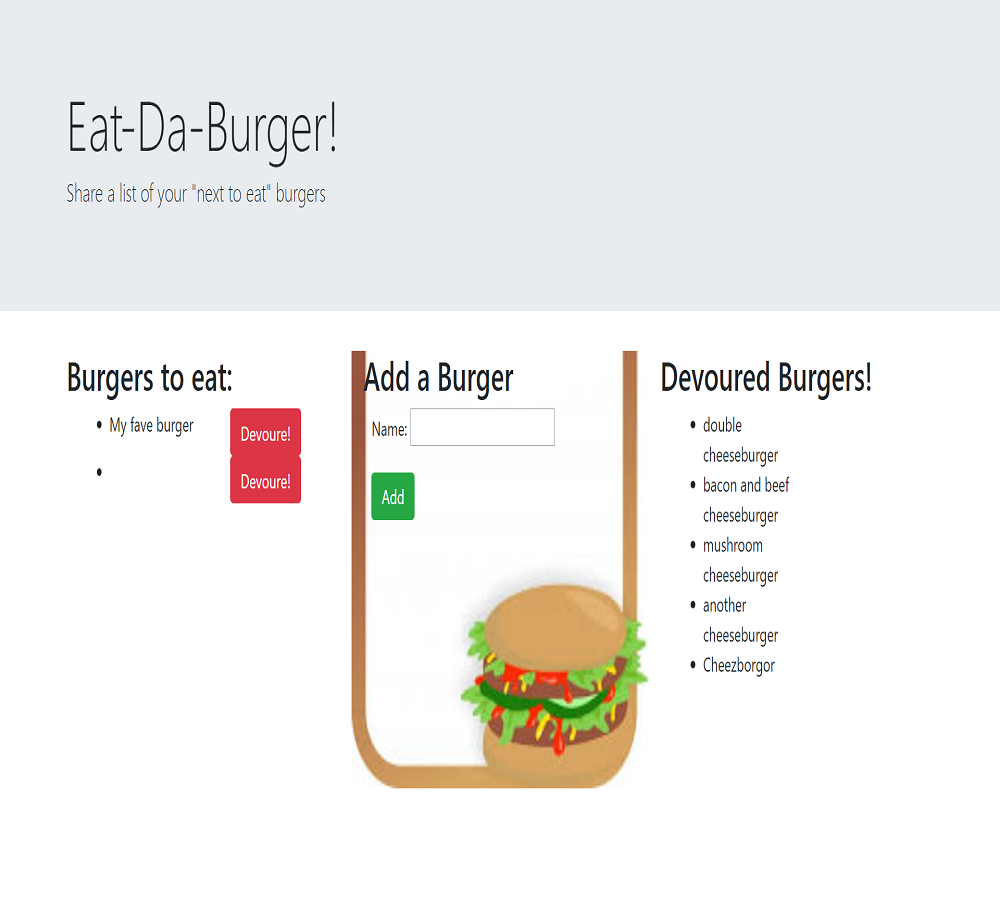 Eat-Da-Burger!
Share a list of your "next to eat" burgers
Burgers to eat:
My fave burger
Devoure!
Devoure!
Add a Burger
Name:
Add
Devoured Burgers!
double
cheeseburger
bacon and beef
cheeseburger
mushroom
cheeseburger
another
cheeseburger
Cheezborgor